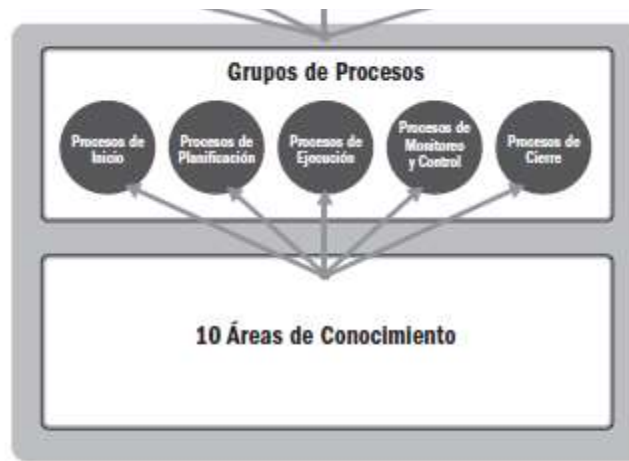 Grupos de Procesos
Procesos de
Inicio
Procesos de
Planificación
Procesos de
Ejecución
Procesos de
Monitoreo
y Control
Procesos de
Cierre
10 Áreas de Conocimiento